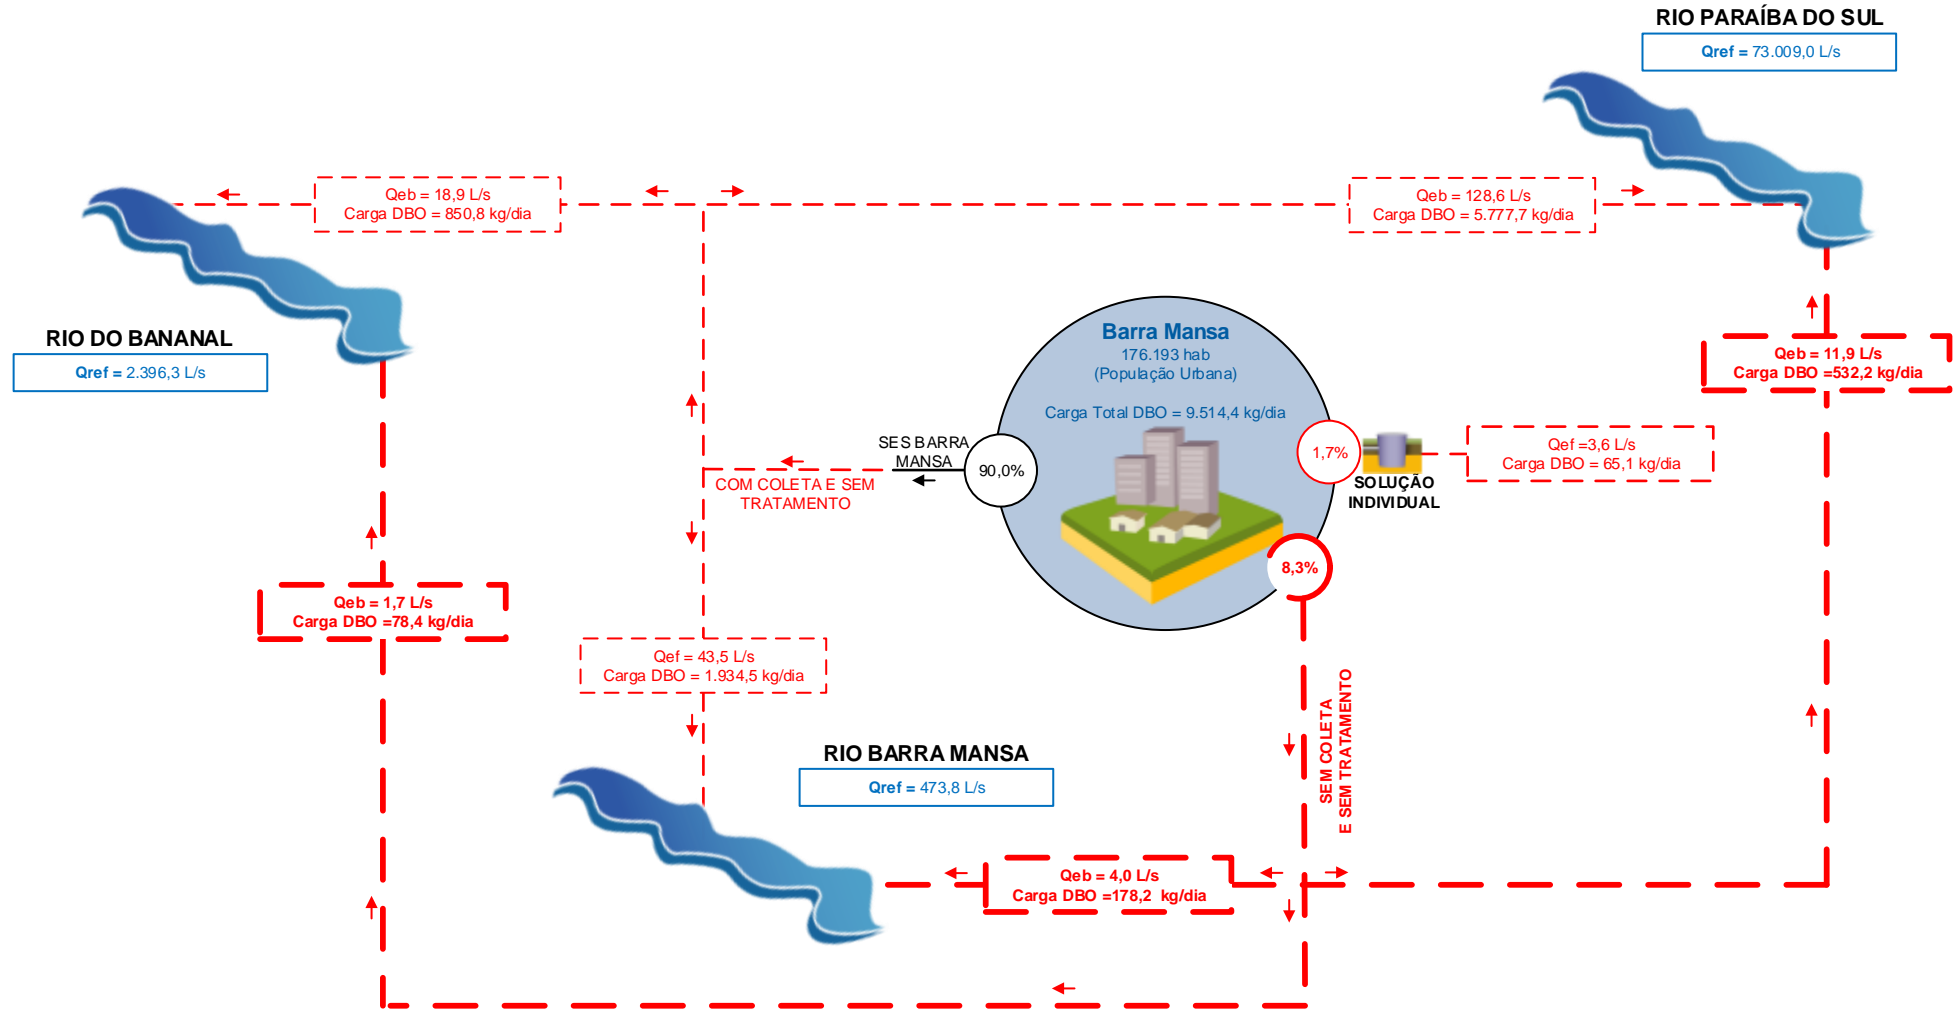 RIO PARAÍBA DO SUL
Qref = 73.009,0 L/s
Qeb = 18,9 L/s
Carga DBO = 850,8 kg/dia
Qeb = 128,6 L/s
Carga DBO = 5.777,7 kg/dia
RIO DO BANANAL
Qref = 2.396,3 L/s
Barra Mansa
176.193 hab
(População Urbana)
Carga Total DBO = 9.514,4 kg/dia
Qeb = 11,9 L/s
Carga DBO =532,2 kg/dia
SES BARRA
MANSA
90,0%
1,7%
SOLUÇÃO
INDIVIDUAL
Qef =3,6 L/s
Carga DBO = 65,1 kg/dia
COM COLETA E SEM
TRATAMENTO
8,3%
Qeb = 1,7 L/s
Carga DBO =78,4 kg/dia
Qef = 43,5 L/s
Carga DBO = 1.934,5 kg/dia
SEM COLETA
E SEM TRATAMENTO
RIO BARRA MANSA
Qref = 473,8 L/s
Qeb = 4,0 L/s
Carga DBO =178,2 kg/dia